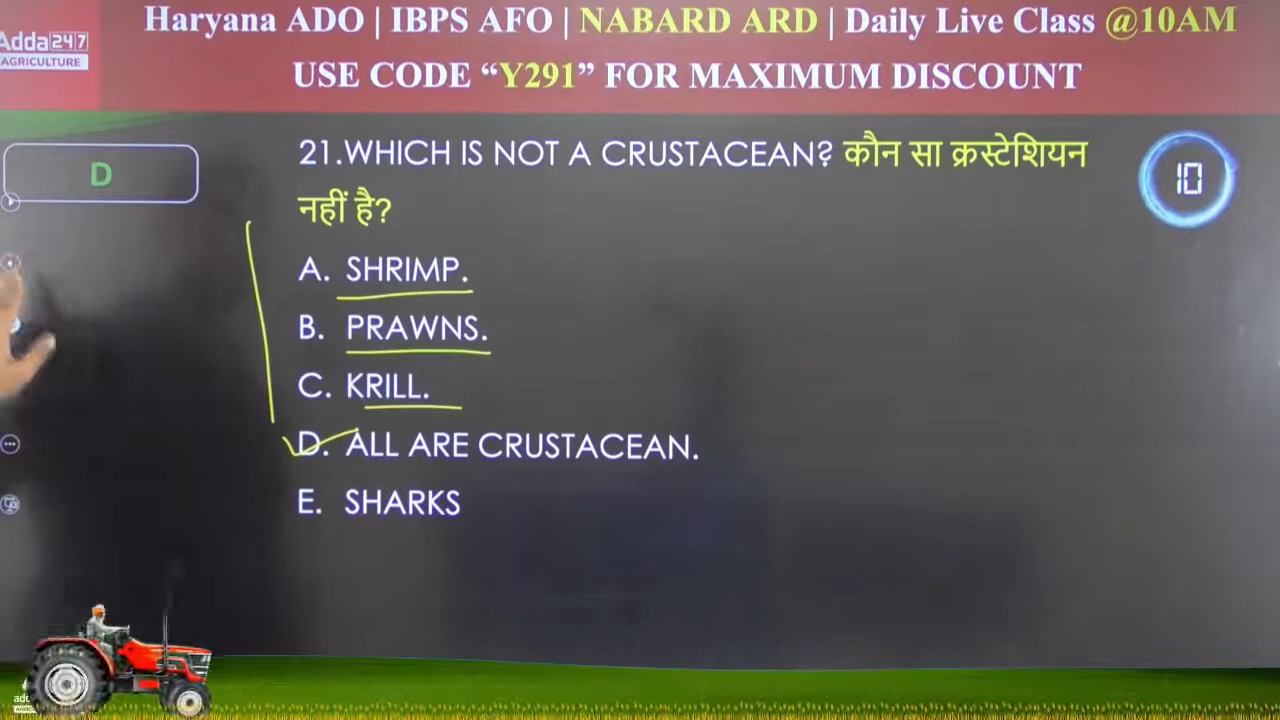 Haryana ADO | IBPS AFO | NABARD ARD | Daily Live Class @10AM
Adda247
AGRICULTURE
USE CODE “Y291” FOR MAXIMUM DISCOUNT
D
21.WHICH IS NOT A CRUSTACEAN? कौन सा क्रस्टेशियन
नहीं है?
10
A. SHRIMP.
B. PRAWNS.
C. KRILL.
D. ALL ARE CRUSTACEAN.
E. SHARKS